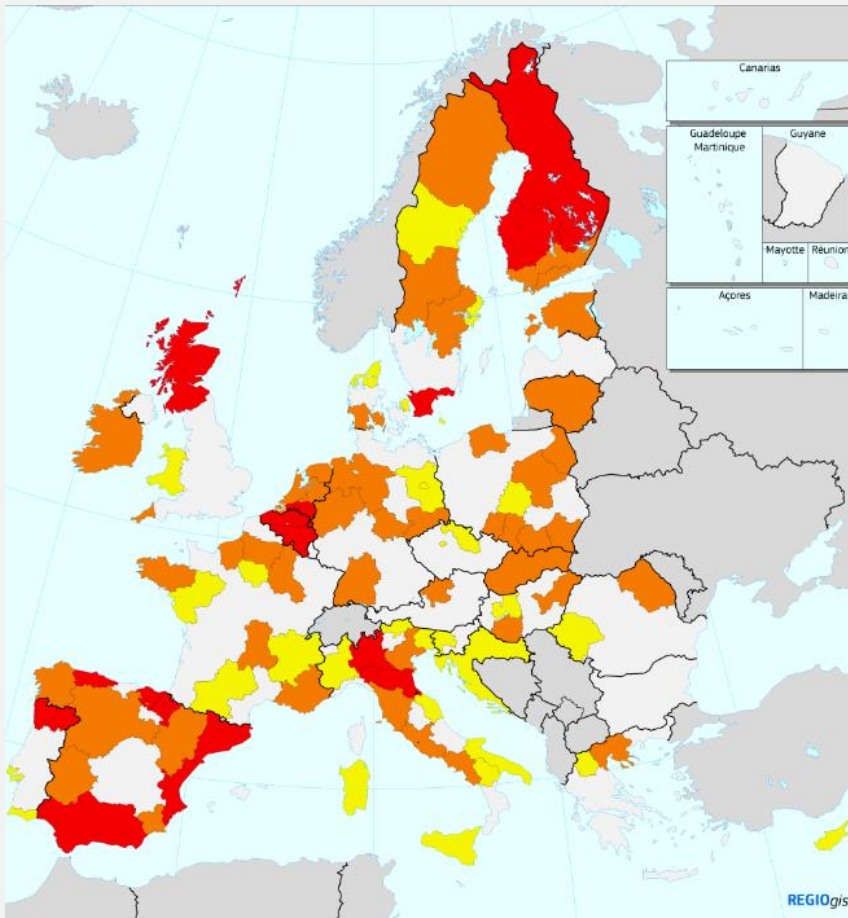 Canarias
Guadeloupe
Martinique
Guyane
Mayotte
Réunion
Açores
Madeira
REGIOgis